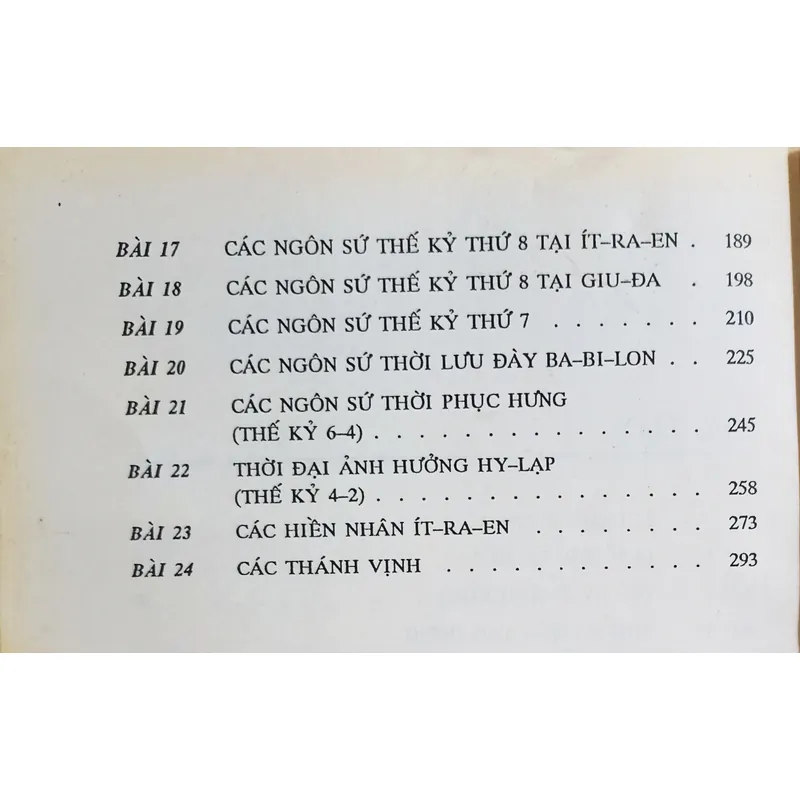 BÀI 17 CÁC NGÔN SỨ THẾ KỶ THỨ 8 TẠI ÍT–RA–EN . 189
BÀI 18 CÁC NGÔN SỨ THẾ KỶ THỨ 8 TẠI GIU–ĐA . 198
BÀI 19 CÁC NGÔN SỨ THẾ KỶ THỨ 7 . . . . . . . 210
BÀI 20 CÁC NGÔN SỨ THỜI LƯU ĐÀY BA–BI–LON . . 225
BÀI 21 CÁC NGÔN SỨ THỜI PHỤC HƯNG
(THẾ KỶ 6–4) . . . . . . . . . . . . . . . 245
BÀI 22 THỜI ĐẠI ẢNH HƯỞNG HY–LẠP
(THẾ KỶ 4–2) . . . . . . . . . . . . . . . 258
BÀI 23 CÁC HIỀN NHÂN ÍT–RA–EN . . . . . . . . 273
BÀI 24 CÁC THÁNH VỊNH . . . . . . . . . . . . 293